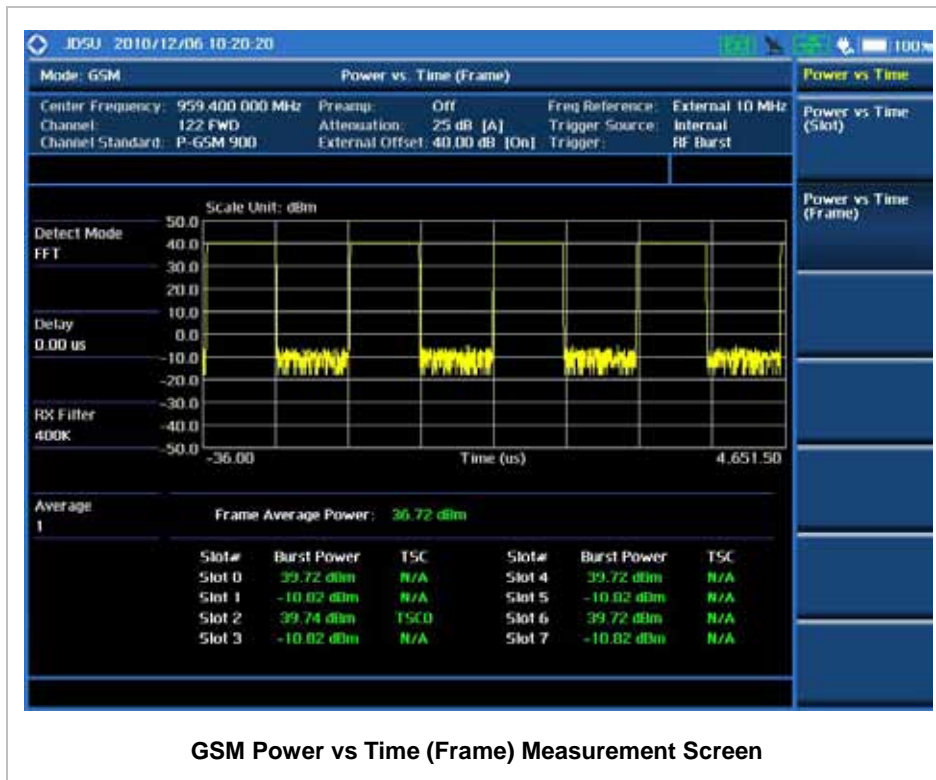 JDSU 2010/12/06 10:20:20
100%
Mode: GSM
Power vs. Time (Frame)
Power vs Time
Center Frequency: 959.400 000 MHz Preamp: Off Freq Reference: External 10 MHz
Channel: 122 FWD Attenuation: 25 dB [A] Trigger Source: Internal
Channel Standard: P-GSM 900 External Offset: 40.00 dB [On] Trigger: RF Burst
Power vs Time
(Slot)
Power vs Time
(Frame)
Scale Unit: dBm
Detect Mode
FFT
Delay
0.00 us
RX Filter
400K
Average
1
50.0
40.0
30.0
20.0
10.0
0.0
-10.0
-20.0
-30.0
-40.0
-50.0
-36.00 Time (us) 4,651.50
Frame Average Power: 36.72 dBm
Slot# Burst Power TSC Slot# Burst Power TSC
Slot 0 39.72 dBm N/A Slot 4 39.72 dBm N/A
Slot 1 -10.82 dBm N/A Slot 5 -10.82 dBm N/A
Slot 2 39.74 dBm TSC0 Slot 6 39.72 dBm N/A
Slot 3 -10.82 dBm N/A Slot 7 -10.82 dBm N/A
GSM Power vs Time (Frame) Measurement Screen